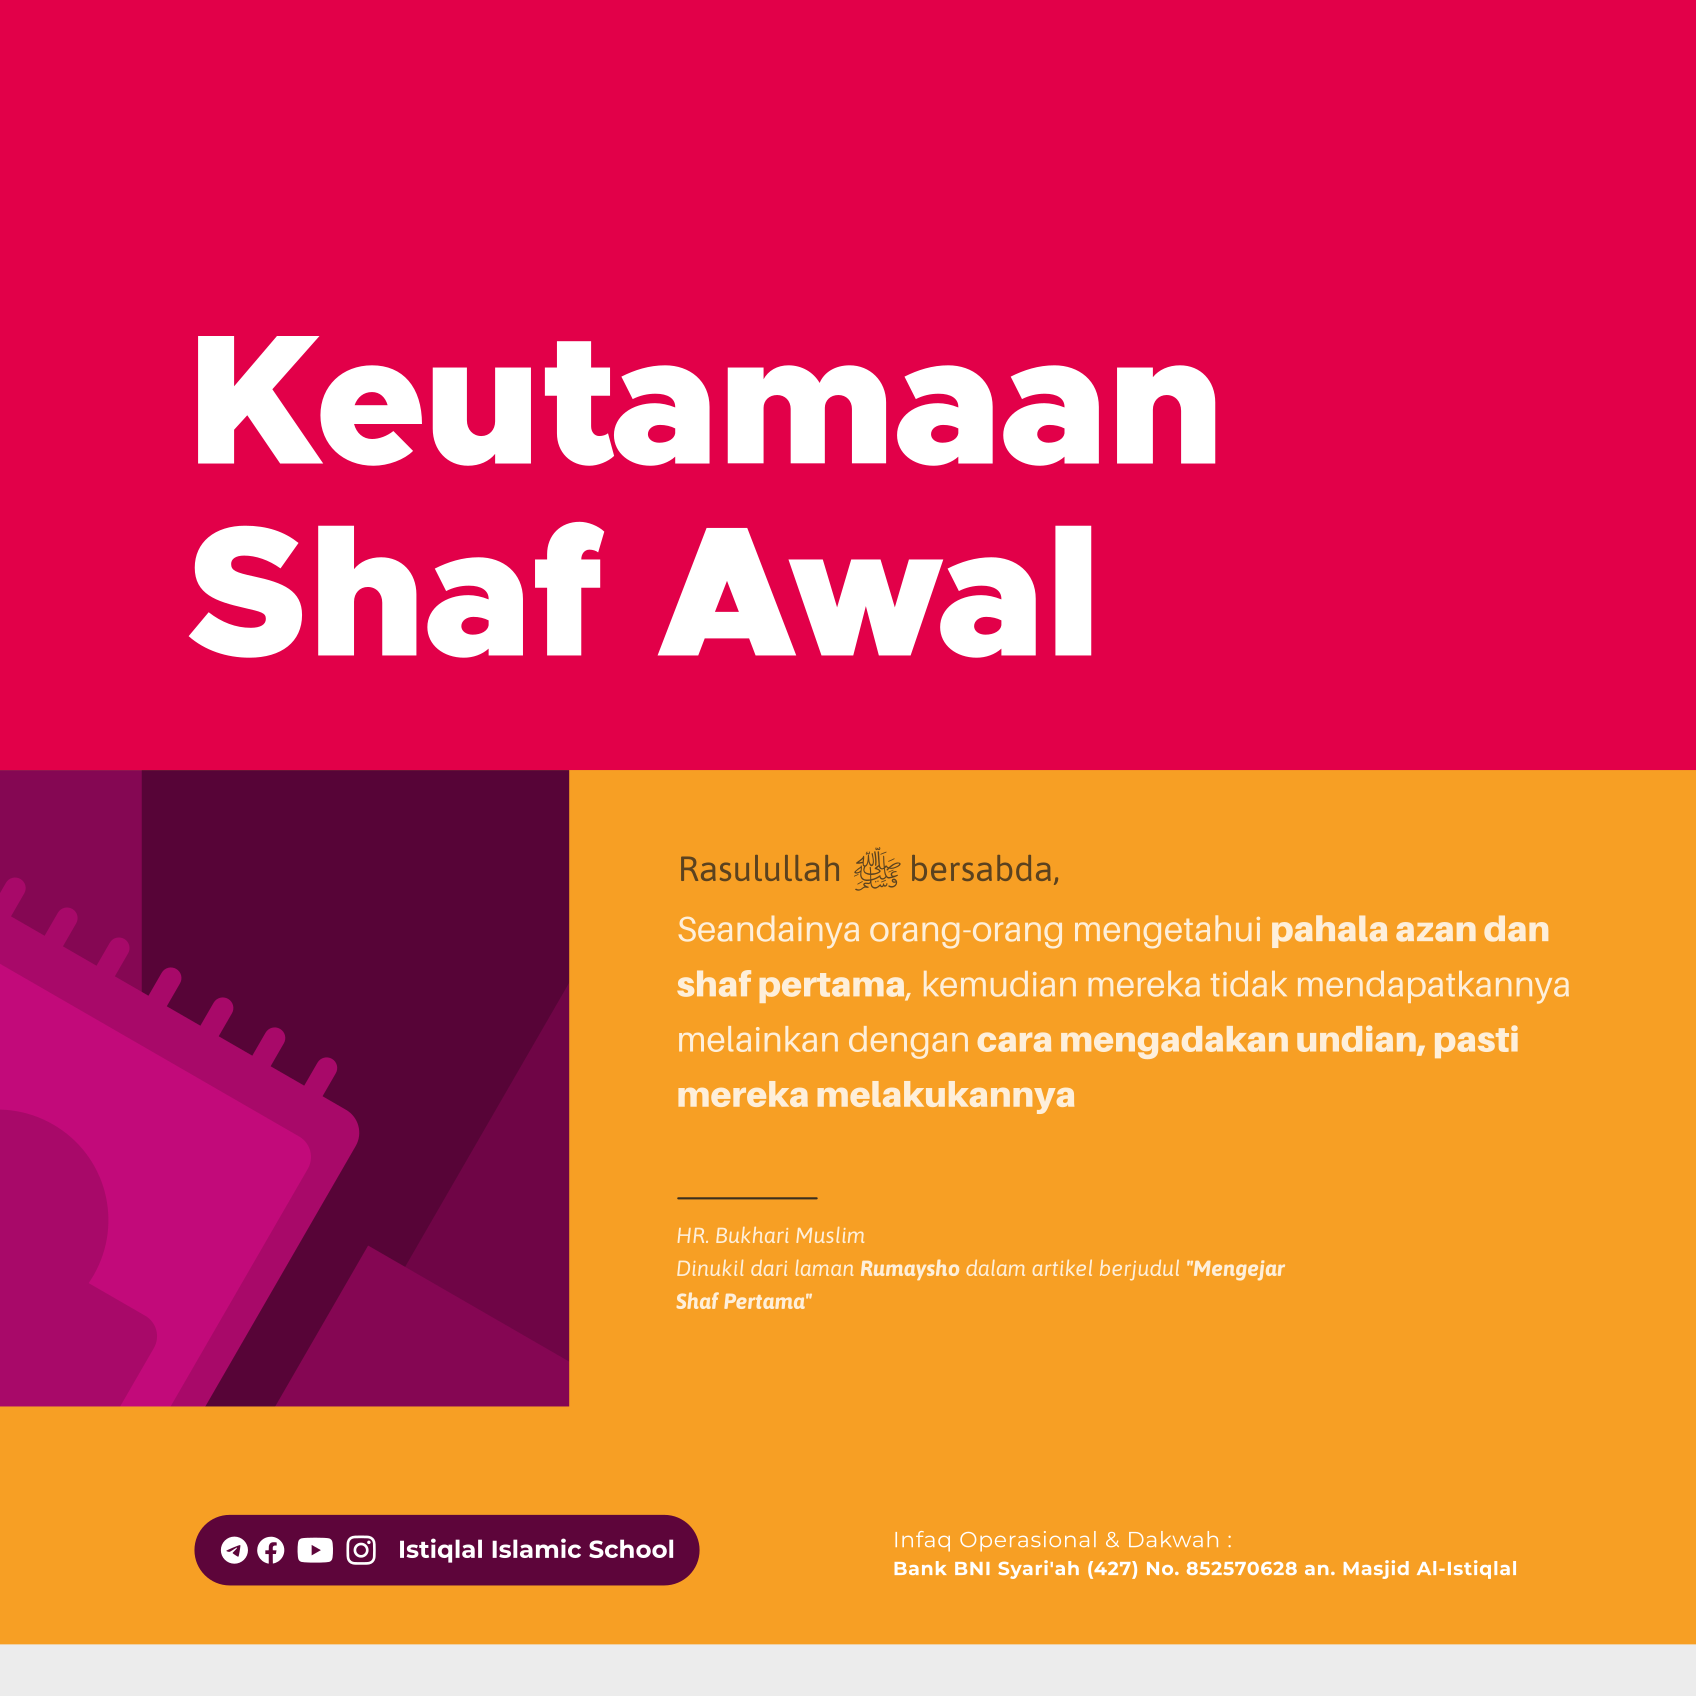 Keutamaan
Shaf Awal
Rasulullah ﷺ bersabda,
Seandainya orang-orang mengetahui pahala azan dan
shaf pertama, kemudian mereka tidak mendapatkannya
melainkan dengan cara mengadakan undian, pasti
mereka melakukannya
HR. Bukhari Muslim
Dinukil dari laman Rumaysho dalam artikel berjudul "Mengejar
Shaf Pertama"
Istiqlal Islamic School
Infaq Operasional & Dakwah :
Bank BNI Syari'ah (427) No. 852570628 an. Masjid Al-Istiqlal